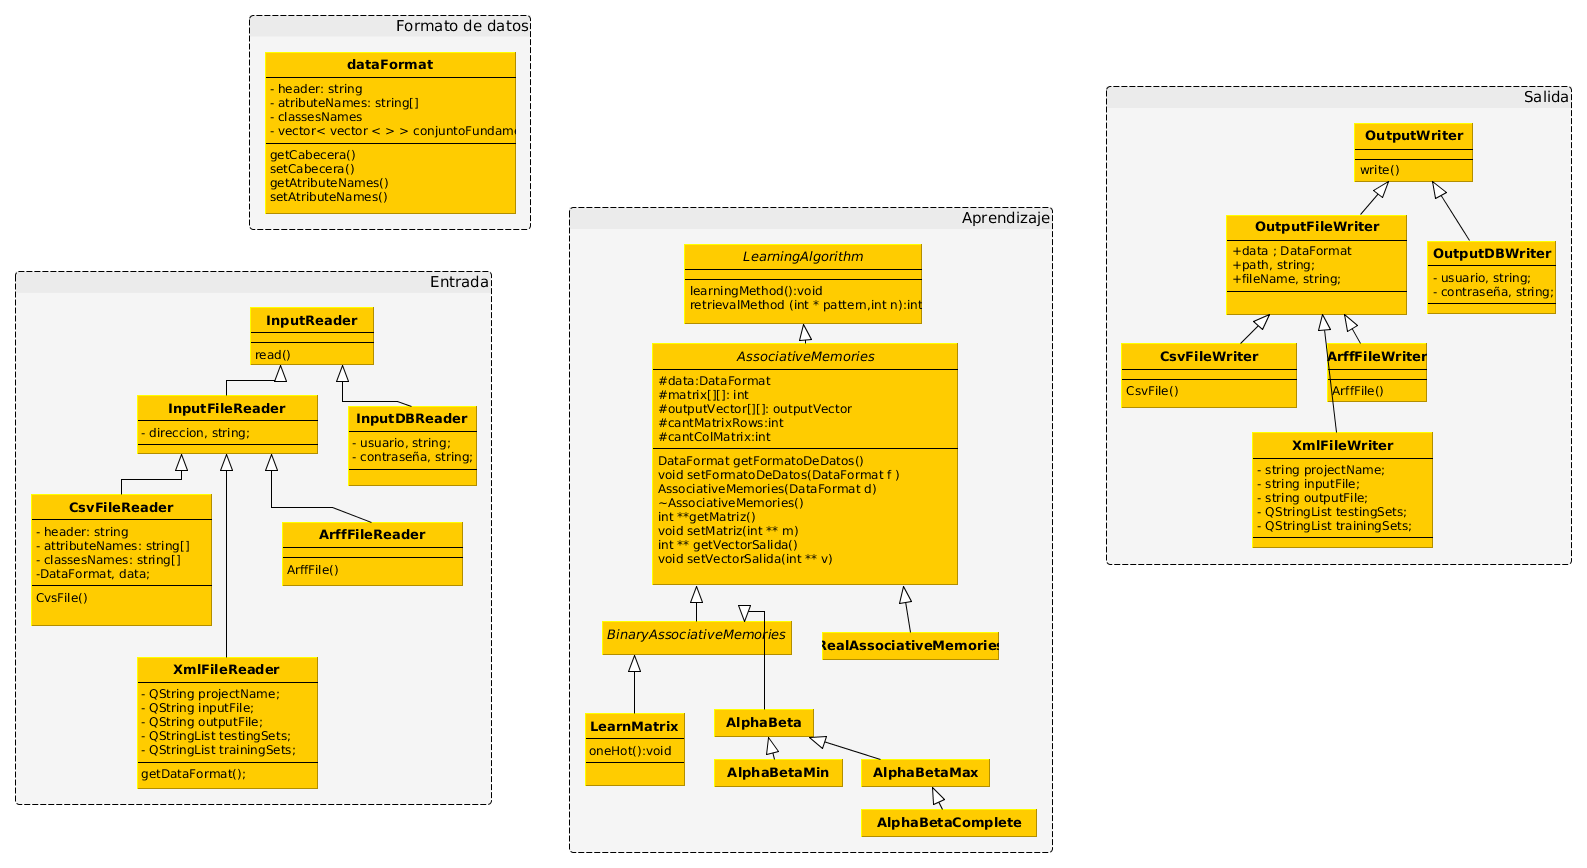 Formato de datos
dataFormat
- header: string
- atributeNames: string[]
- classesNames
- vector< vector < > > conjuntoFundam
getCabecera()
setCabecera()
getAtributeNames()
setAtributeNames()
Entrada
InputReader
read()
InputFileReader
- direccion, string;
InputDBReader
- usuario, string;
- contraseña, string;
CsvFileReader
- header: string
- attributeNames: string[]
- classesNames: string[]
-DataFormat, data;
CvsFile()
ArffFileReader
ArffFile()
XmlFileReader
- QString projectName;
- QString inputFile;
- QString outputFile;
- QStringList testingSets;
- QStringList trainingSets;
getDataFormat();
Aprendizaje
LearningAlgorithm
learningMethod():void
retrievalMethod (int * pattern,int n):int
AssociativeMemories
#data:DataFormat
#matrix[][]: int
#outputVector[][]: outputVector
#cantMatrixRows:int
#cantColMatrix:int
DataFormat getFormatoDeDatos()
void setFormatoDeDatos(DataFormat f )
AssociativeMemories(DataFormat d)
~AssociativeMemories()
int **getMatriz()
void setMatriz(int ** m)
int ** getVectorSalida()
void setVectorSalida(int ** v)
BinaryAssociativeMemories
RealAssociativeMemories
LearnMatrix
oneHot():void
AlphaBeta
AlphaBetaMin
AlphaBetaMax
AlphaBetaComplete
Salida
OutputWriter
write()
OutputFileWriter
+data ; DataFormat
+path, string;
+fileName, string;
OutputDBWriter
- usuario, string;
- contraseña, string;
CsvFileWriter
CsvFile()
ArffFileWriter
ArffFile()
XmlFileWriter
- string projectName;
- string inputFile;
- string outputFile;
- QStringList testingSets;
- QStringList trainingSets;